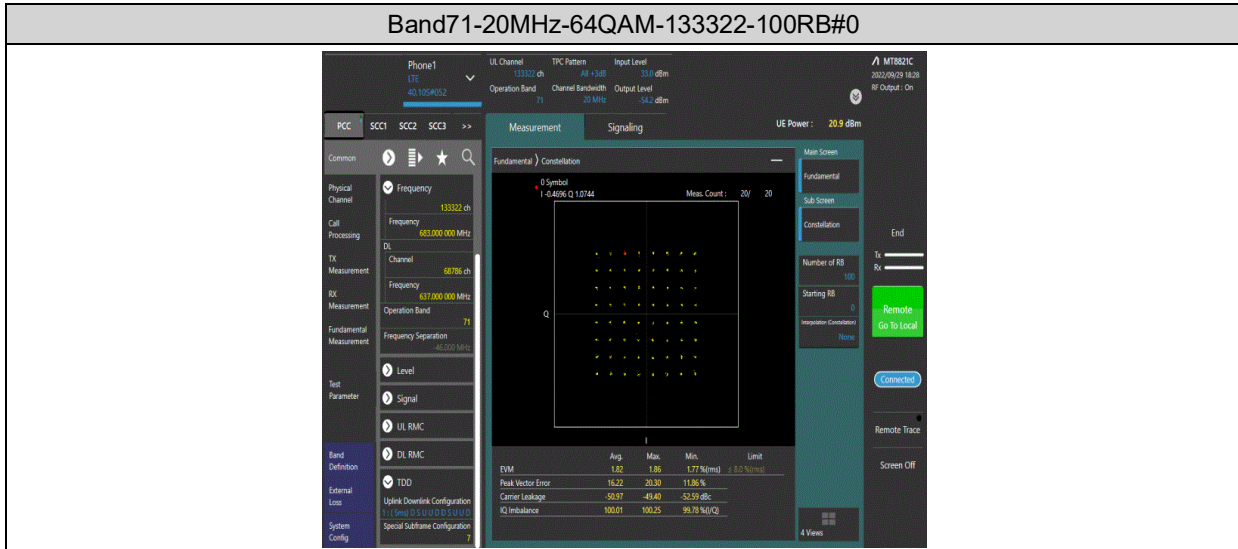 Band71-20MHz-64QAM-133322-100RB#0
Phone1
LTE
40.10S#052
UL Channel TPC Pattern Input Level
133322 ch All +3dB 33.0 dBm
Operation Band Channel Bandwidth Output Level
71 20 MHz -54.2 dBm
MT8821C
2022/09/29 18:28
RF Output : On
PCC SCC1 SCC2 SCC3 >>
Measurement Signaling
UE Power : 20.9 dBm
Common
Physical
Channel
Call
Processing
TX
Measurement
RX
Measurement
Fundamental
Measurement
Test
Parameter
Band
Definition
External
Loss
System
Config
Frequency
133322 ch
Frequency
683.000 000 MHz
DL
Channel
68786 ch
Frequency
637.000 000 MHz
Operation Band
71
Frequency Separation
-46.000 MHz
Level
Signal
UL RMC
DL RMC
TDD
Uplink Downlink Configuration
1 : ( 5ms) D S U U D D S U U D
Special Subframe Configuration
7
Fundamental 〉 Constellation
0 Symbol
I -0.4696 Q 1.0744
Meas. Count : 20/ 20
Q
I
Avg. Max. Min. Limit
EVM 1.82 1.86 1.77 %(rms) ≤ 8.0 %(rms)
Peak Vector Error 16.22 20.30 11.86 %
Carrier Leakage -50.97 -49.40 -52.59 dBc
IQ Imbalance 100.01 100.25 99.78 %(I/Q)
Main Screen
Fundamental
Sub Screen
Constellation
Number of RB
100
Starting RB
0
Interpolation (Constellation)
None
4 Views
End
Tx
Rx
Remote
Go To Local
Connected
Remote Trace
Screen Off